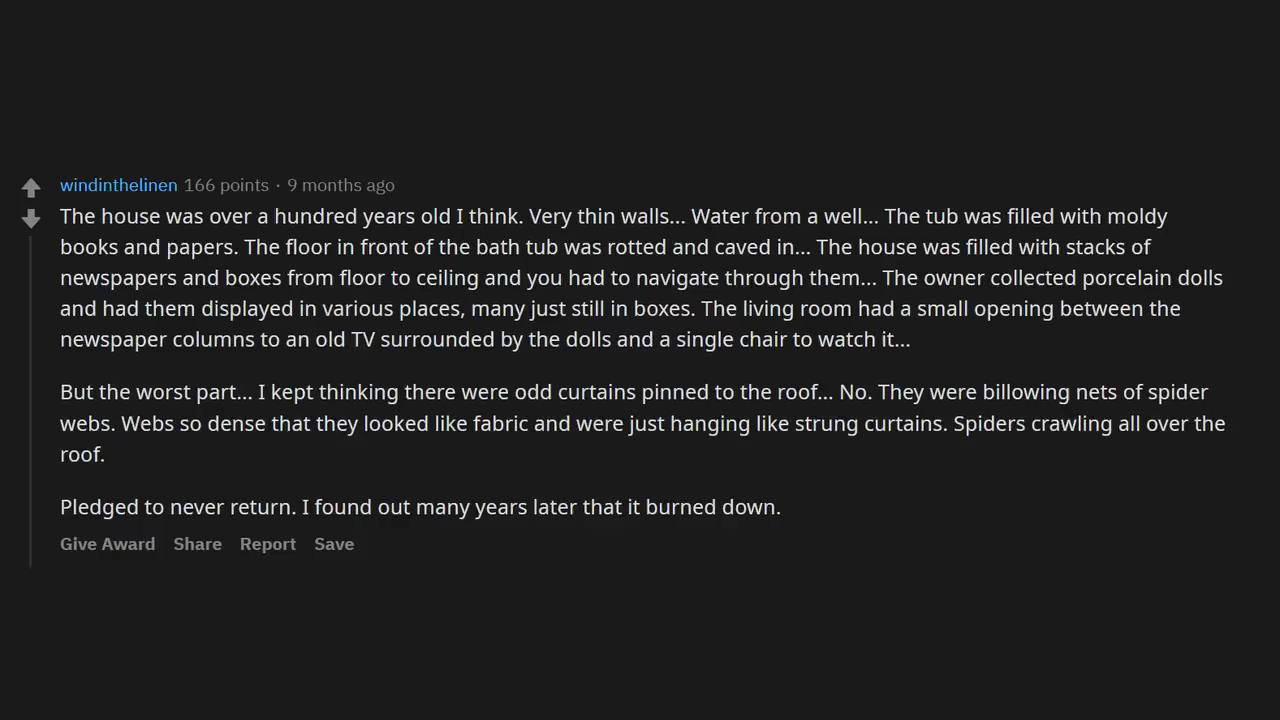 windinthelinen 166 points · 9 months ago
The house was over a hundred years old I think. Very thin walls... Water from a well... The tub was filled with moldy
books and papers. The floor in front of the bath tub was rotted and caved in... The house was filled with stacks of
newspapers and boxes from floor to ceiling and you had to navigate through them... The owner collected porcelain dolls
and had them displayed in various places, many just still in boxes. The living room had a small opening between the
newspaper columns to an old TV surrounded by the dolls and a single chair to watch it...
But the worst part... I kept thinking there were odd curtains pinned to the roof... No. They were billowing nets of spider
webs. Webs so dense that they looked like fabric and were just hanging like strung curtains. Spiders crawling all over the
roof.
Pledged to never return. I found out many years later that it burned down.
Give Award Share Report Save